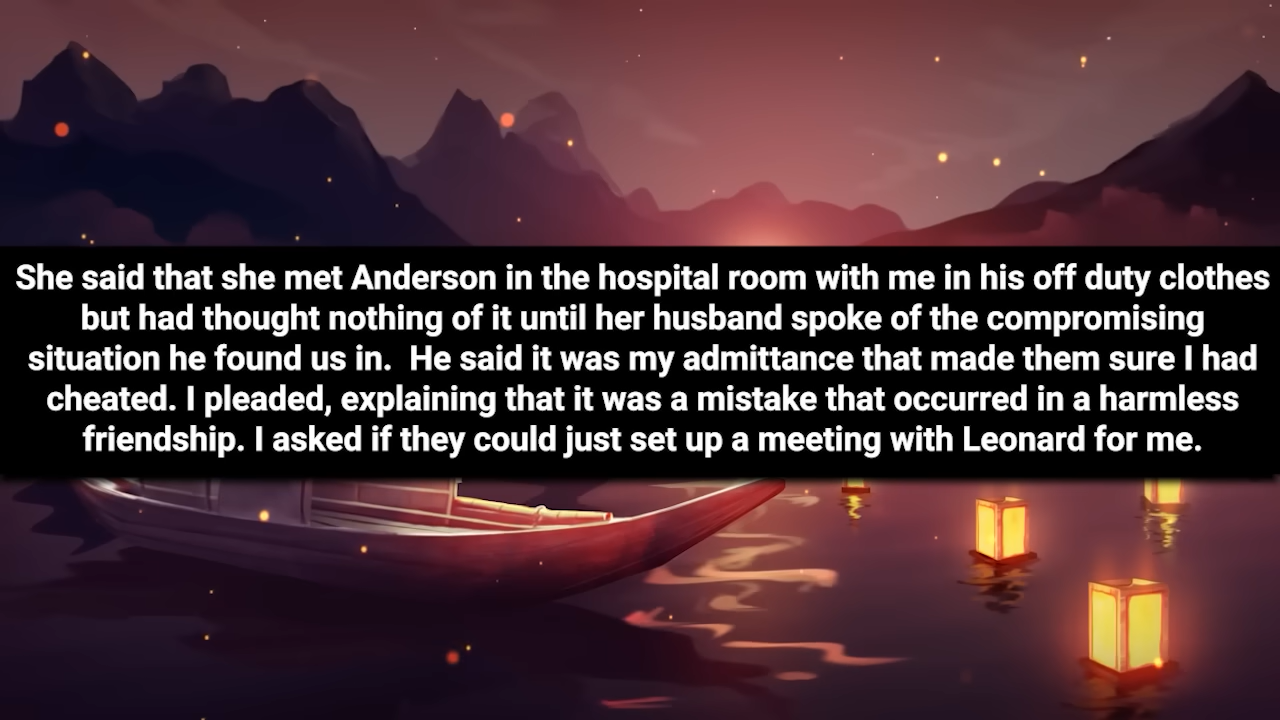 She said that she met Anderson in the hospital room with me in his off duty clothes
but had thought nothing of it until her husband spoke of the compromising
situation he found us in.  He said it was my admittance that made them sure I had
cheated. I pleaded, explaining that it was a mistake that occurred in a harmless
friendship. I asked if they could just set up a meeting with Leonard for me.